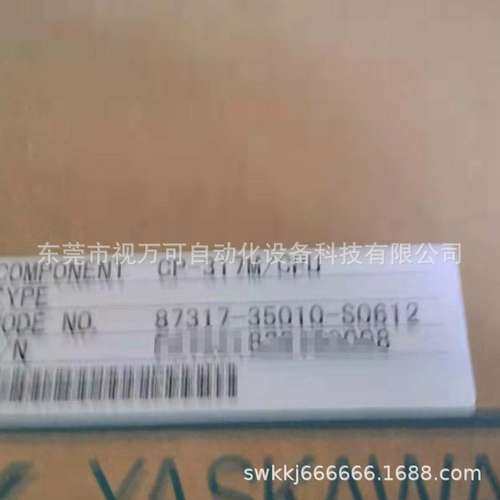 东莞市视万可自动化设备科技有限公司
COMPONENT CP-317M/CPU
TYPE
CODE NO. 87317-35010-S0612
/N
YASKAWA
swkkj666666.1688.com